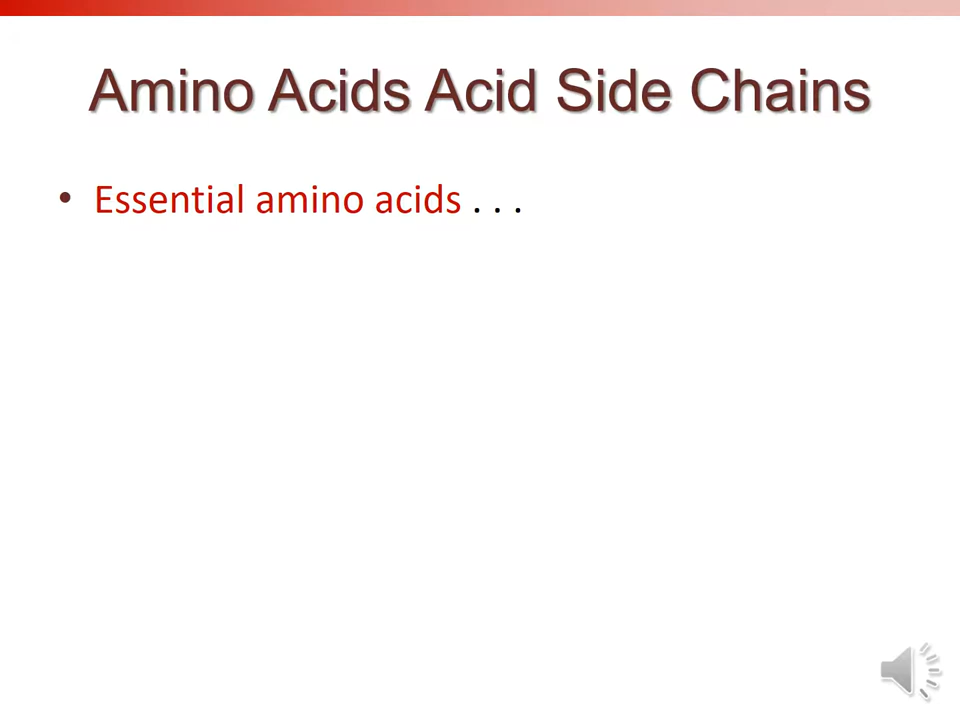 Amino Acids Acid Side Chains
• Essential amino acids . . .